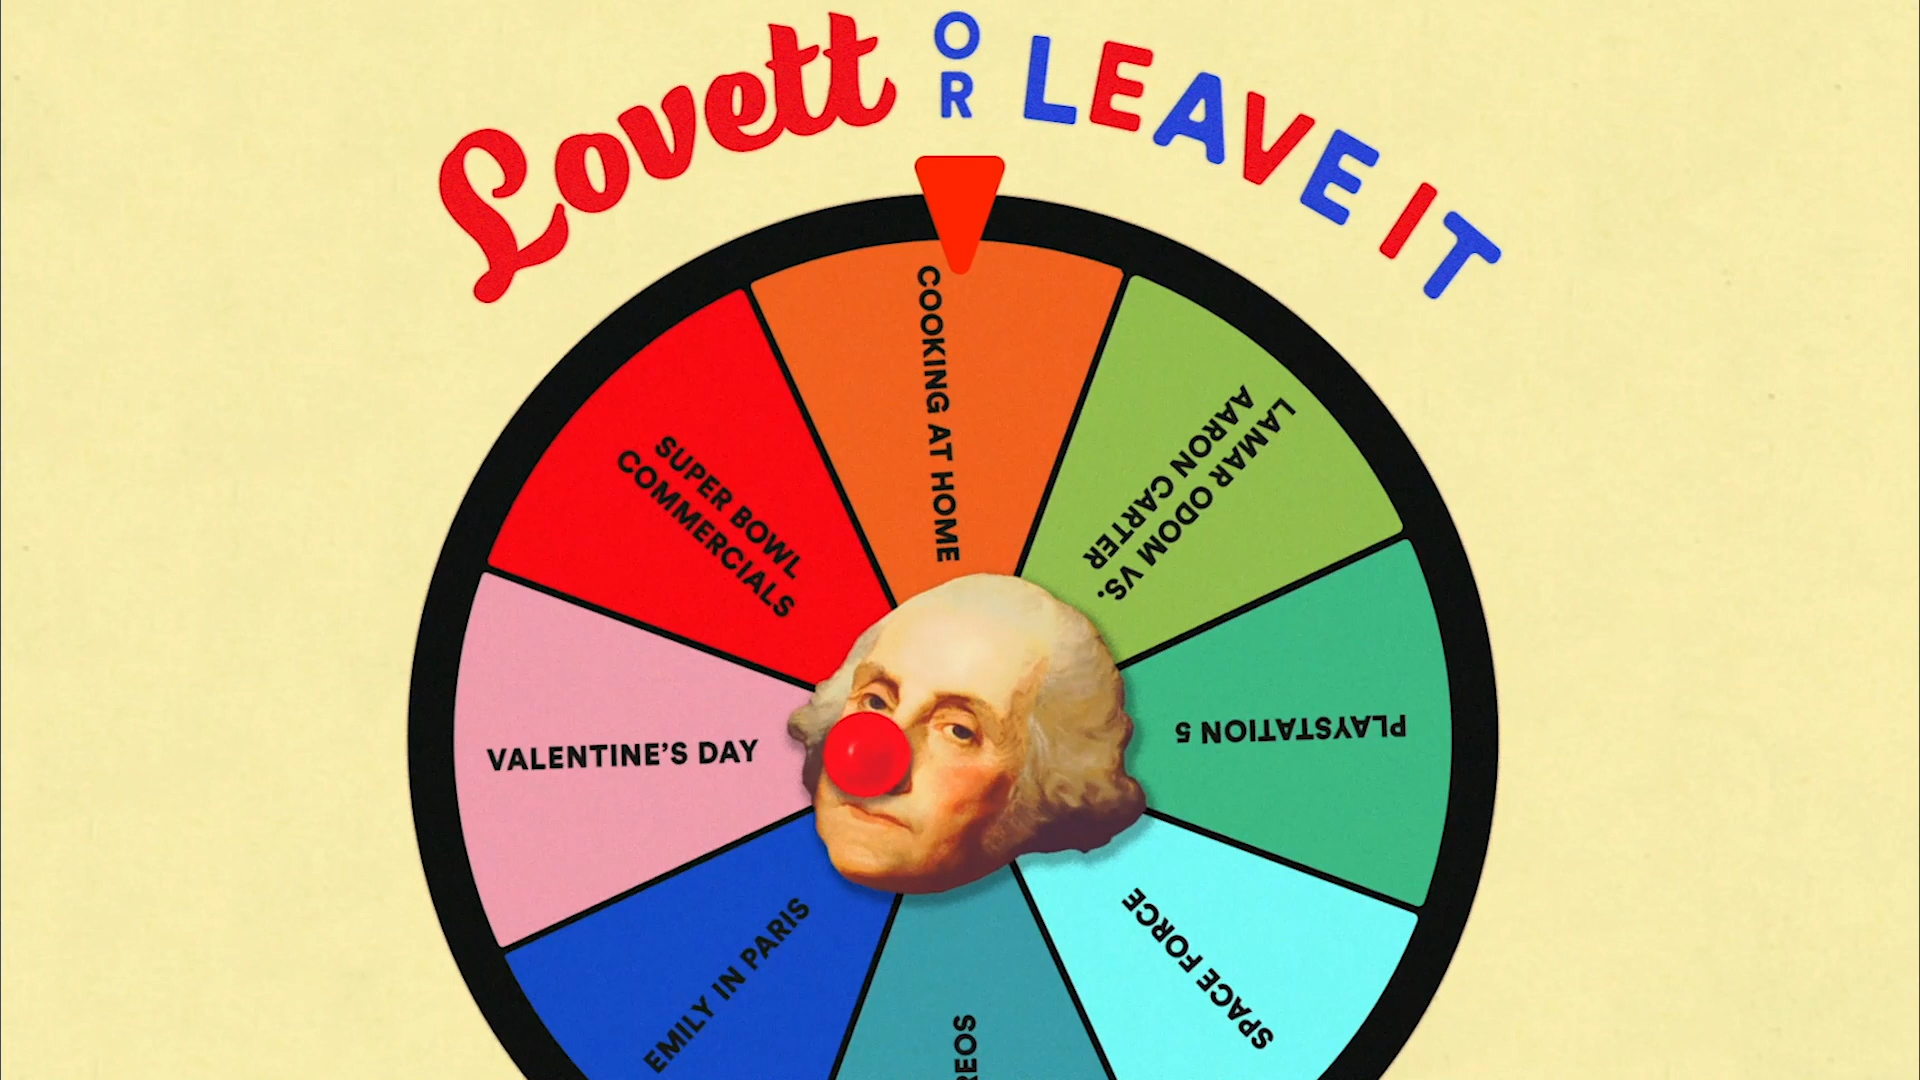 Lovett
OR
LEAVE IT
COOKING AT HOME
LAMAR ODOM VS.
AARON CARTER
PLAYSTATION 5
SPACE FORCE
EMILY IN PARIS
VALENTINE'S DAY
SUPER BOWL
COMMERCIALS